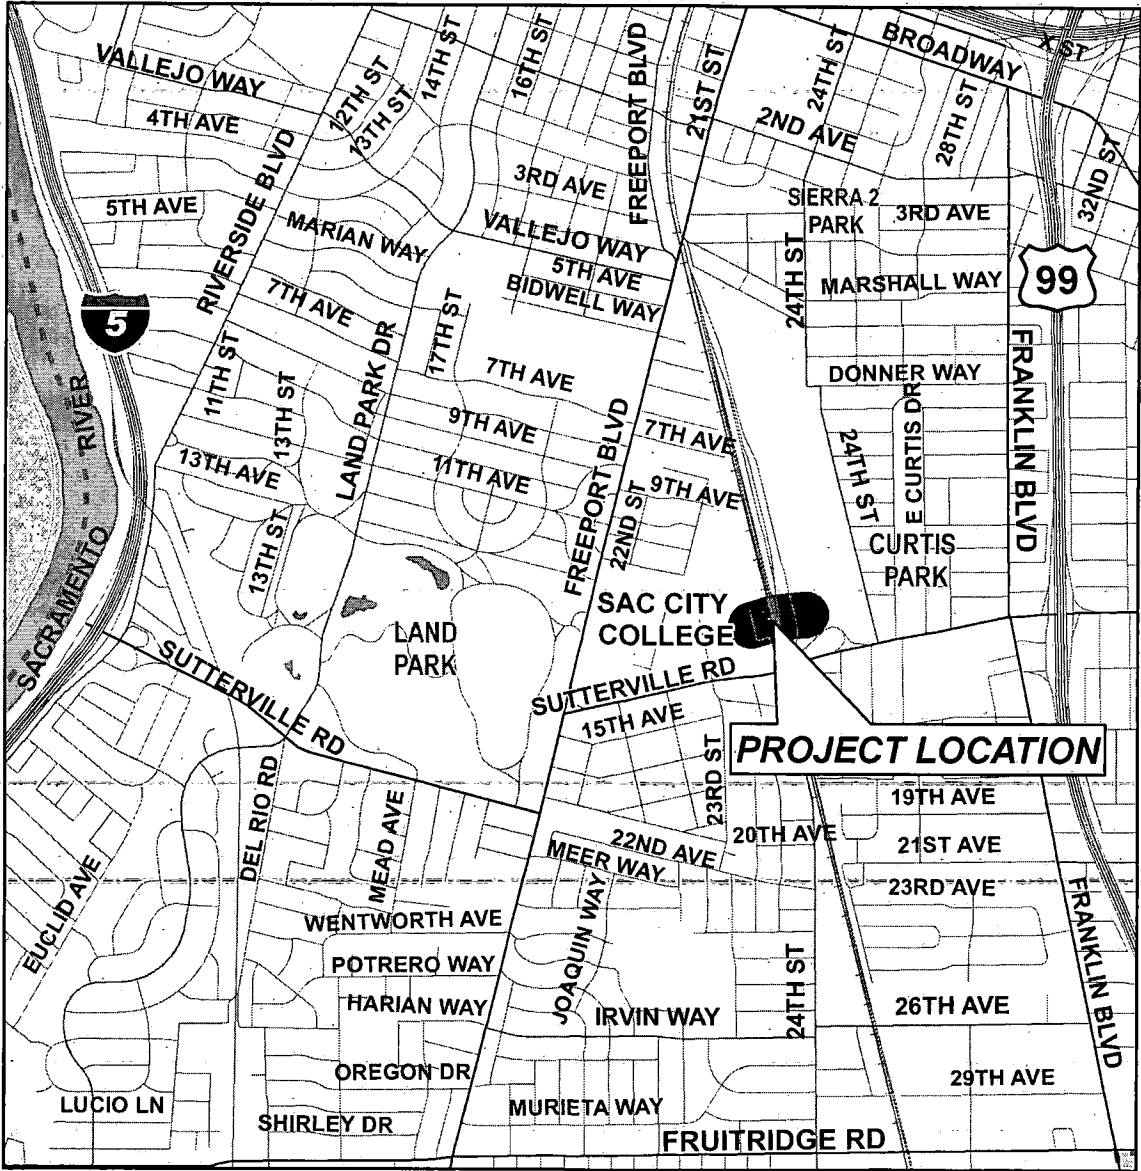 BROADWAY
X ST
VALLEJO WAY
12TH ST
13TH ST
14TH ST
16TH ST
FREEPORT BLVD
21ST ST
24TH ST
2ND AVE
28TH ST
32ND ST
4TH AVE
RIVERSIDE BLVD
3RD AVE
SIERRA 2
PARK
3RD AVE
5TH AVE
MARIAN WAY
VALLEJO WAY
5TH AVE
BIDWELL WAY
24TH ST
MARSHALL WAY
99
5
7TH AVE
17TH ST
LAND PARK DR
11TH ST
13TH ST
7TH AVE
DONNER WAY
FRANKLIN BLVD
9TH AVE
FREEPORT BLVD
7TH AVE
24TH ST
E CURTIS DR
13TH AVE
11TH AVE
22ND ST
9TH AVE
SACRAMENTO RIVER
13TH ST
CURTIS
PARK
SAC CITY
COLLEGE
LAND
PARK
SUTTERVILLE RD
SUTTERVILLE RD
15TH AVE
23RD ST
PROJECT LOCATION
DEL RIO RD
MEAD AVE
19TH AVE
22ND AVE
20TH AVE
21ST AVE
MEER WAY
23RD AVE
EUCLID AVE
WENTWORTH AVE
JOAQUIN WAY
FRANKLIN BLVD
POTRERO WAY
24TH ST
HARIAN WAY
IRVIN WAY
26TH AVE
OREGON DR
29TH AVE
LUCIO LN
MURIETA WAY
SHIRLEY DR
FRUITRIDGE RD